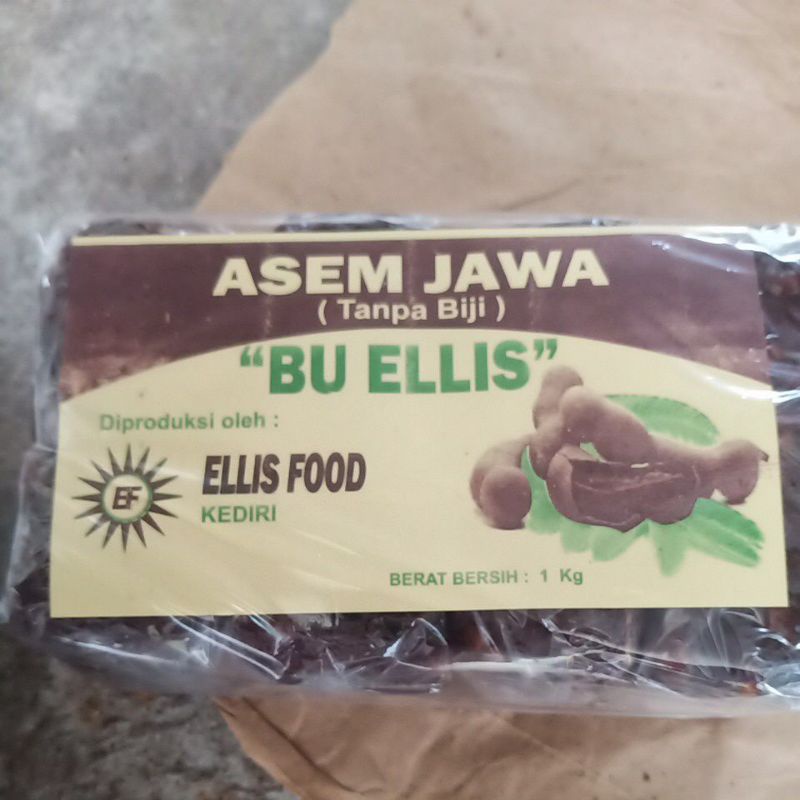 ASEM JAWA
( Tanpa Biji )
"BU ELLIS"
Diproduksi oleh :
EF
ELLIS FOOD
KEDIRI
BERAT BERSIH : 1 Kg